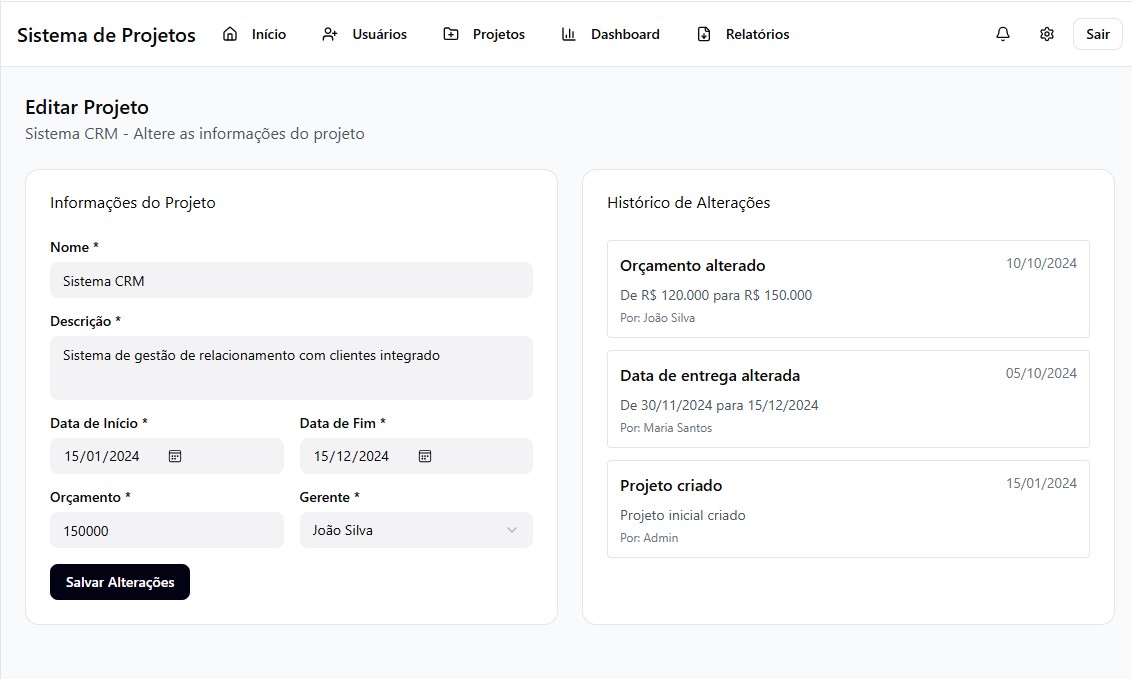 Sistema de Projetos Início Usuários Projetos Dashboard Relatórios Sair
Editar Projeto
Sistema CRM - Altere as informações do projeto
Informações do Projeto
Nome *
Sistema CRM
Descrição *
Sistema de gestão de relacionamento com clientes integrado
Data de Início * Data de Fim *
15/01/2024 15/12/2024
Orçamento * Gerente *
150000 João Silva
Salvar Alterações
Histórico de Alterações
Orçamento alterado 10/10/2024
De R$ 120.000 para R$ 150.000
Por: João Silva
Data de entrega alterada 05/10/2024
De 30/11/2024 para 15/12/2024
Por: Maria Santos
Projeto criado 15/01/2024
Projeto inicial criado
Por: Admin